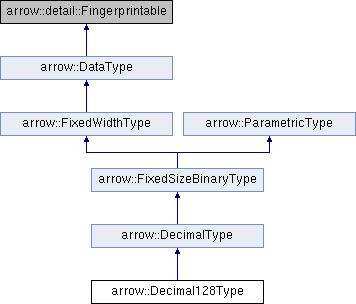 arrow::detail::Fingerprintable
arrow::DataType
arrow::FixedWidthType
arrow::ParametricType
arrow::FixedSizeBinaryType
arrow::DecimalType
arrow::Decimal128Type